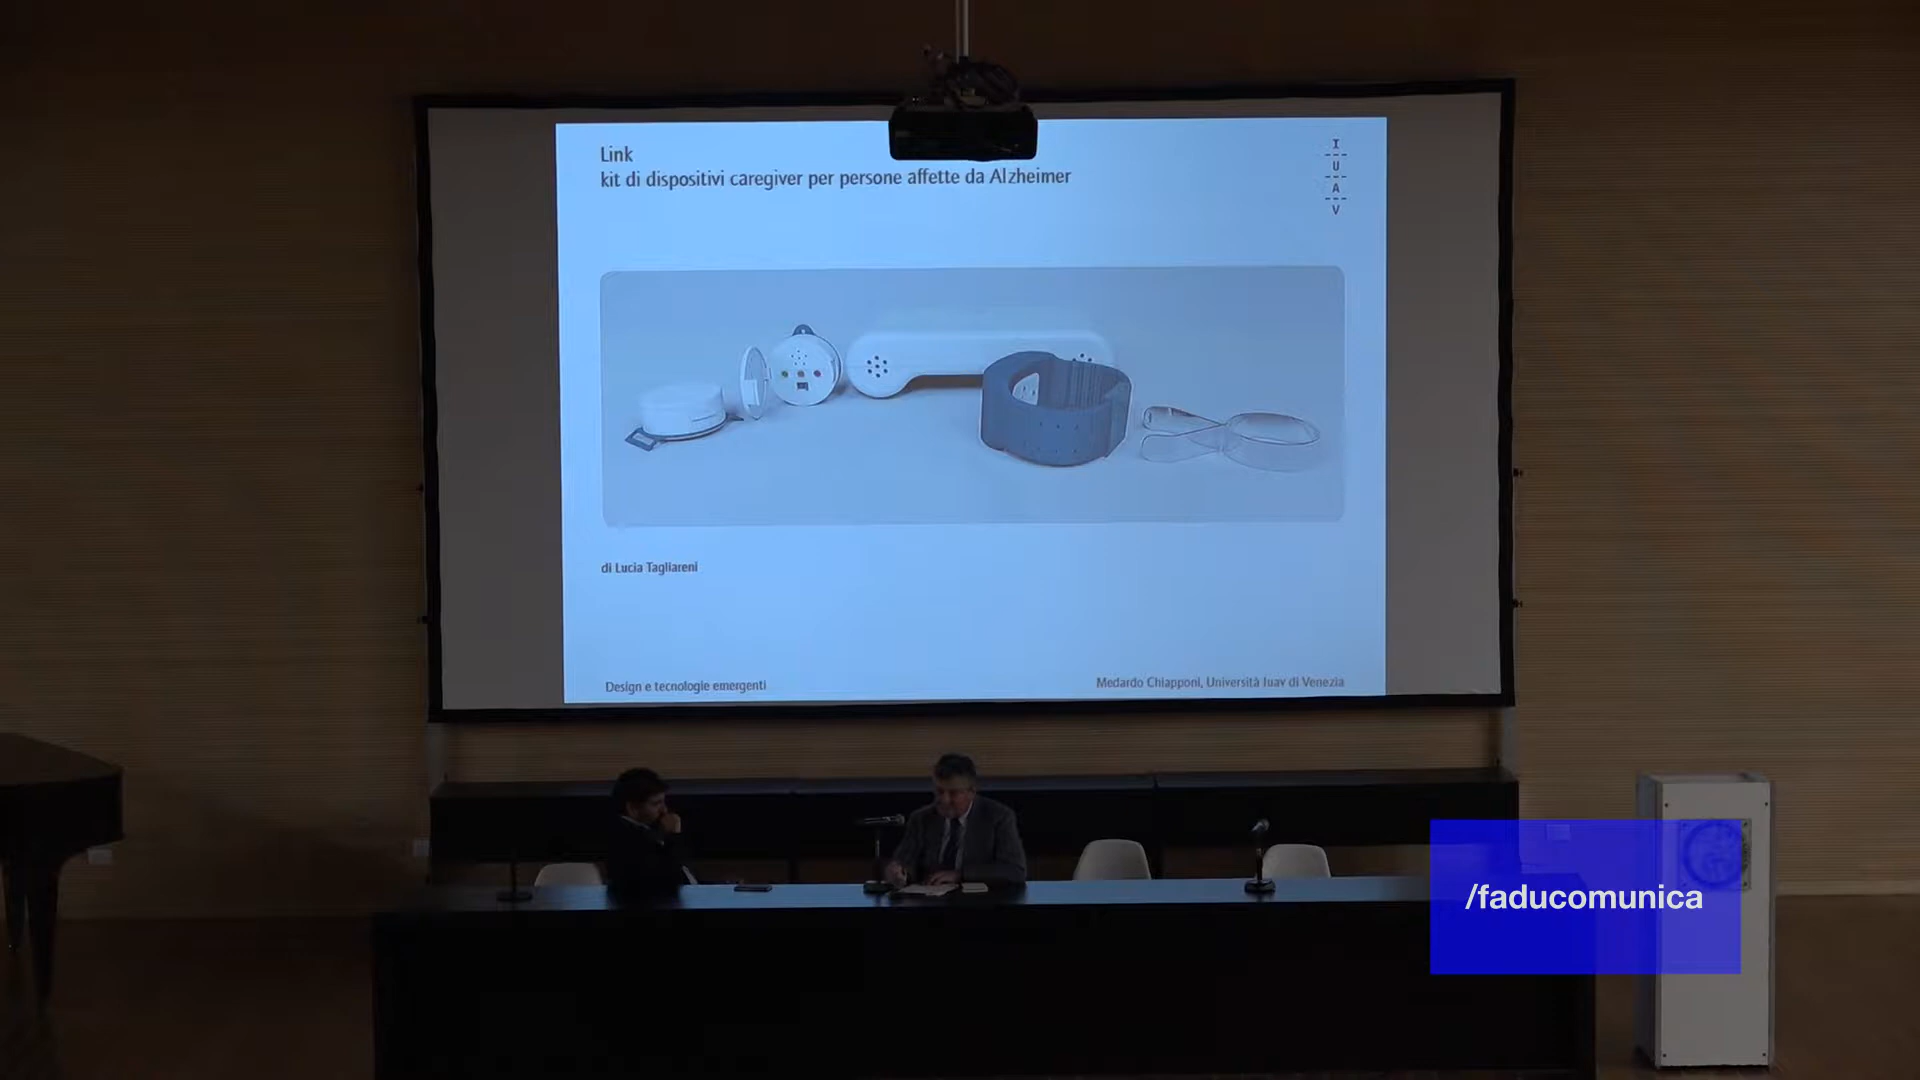 Link
kit di dispositivi caregiver per persone affette da Alzheimer
I
U
A
V
di Lucia Tagliareni
Design e tecnologie emergenti
Medardo Chiapponi, Università Iuav di Venezia
/faducomunica